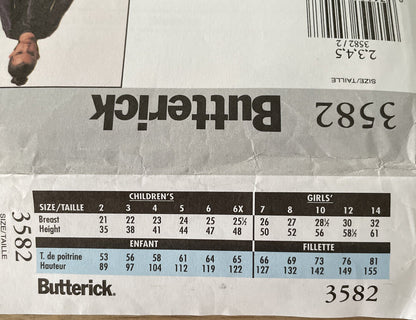 2,3,4,5
3582 / 2
SIZE/TAILLE
Butterick 3582
SIZE/TAILLE
3582
CHILDREN'S GIRLS'
SIZE/TAILLE 2 3 4 5 6 6X 7 8 10 12 14
Breast 21 22 23 24 25 25½ 26 27 28½ 30 32
Height 35 38 41 44 47 48 50 52 56 58½ 61
ENFANT FILLETTE
T. de poitrine 53 56 58 61 64 65 66 69 73 76 81
Hauteur 89 97 104 112 119 122 127 132 142 149 155
Butterick® 3582